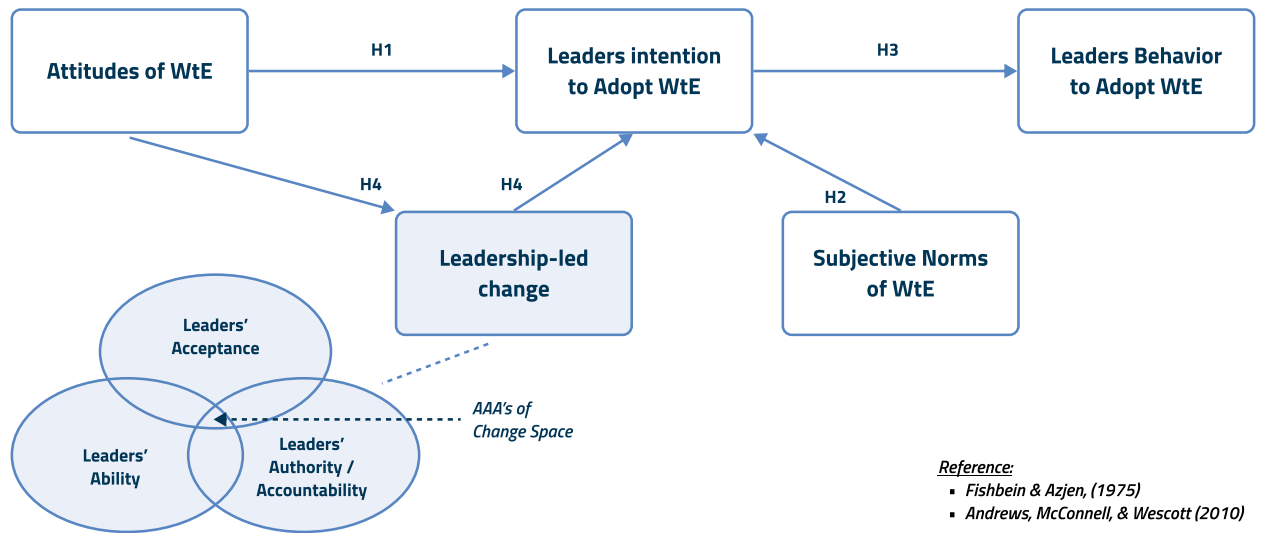 Attitudes of WtE
H1
Leaders intention
to Adopt WtE
H3
Leaders Behavior
to Adopt WtE
H4
H4
H2
Leadership-led
change
Subjective Norms
of WtE
Leaders’
Acceptance
Leaders’
Ability
Leaders’
Authority /
Accountability
AAA’s of
Change Space
Reference:
▪ Fishbein & Azjen, (1975)
▪ Andrews, McConnell, & Wescott (2010)